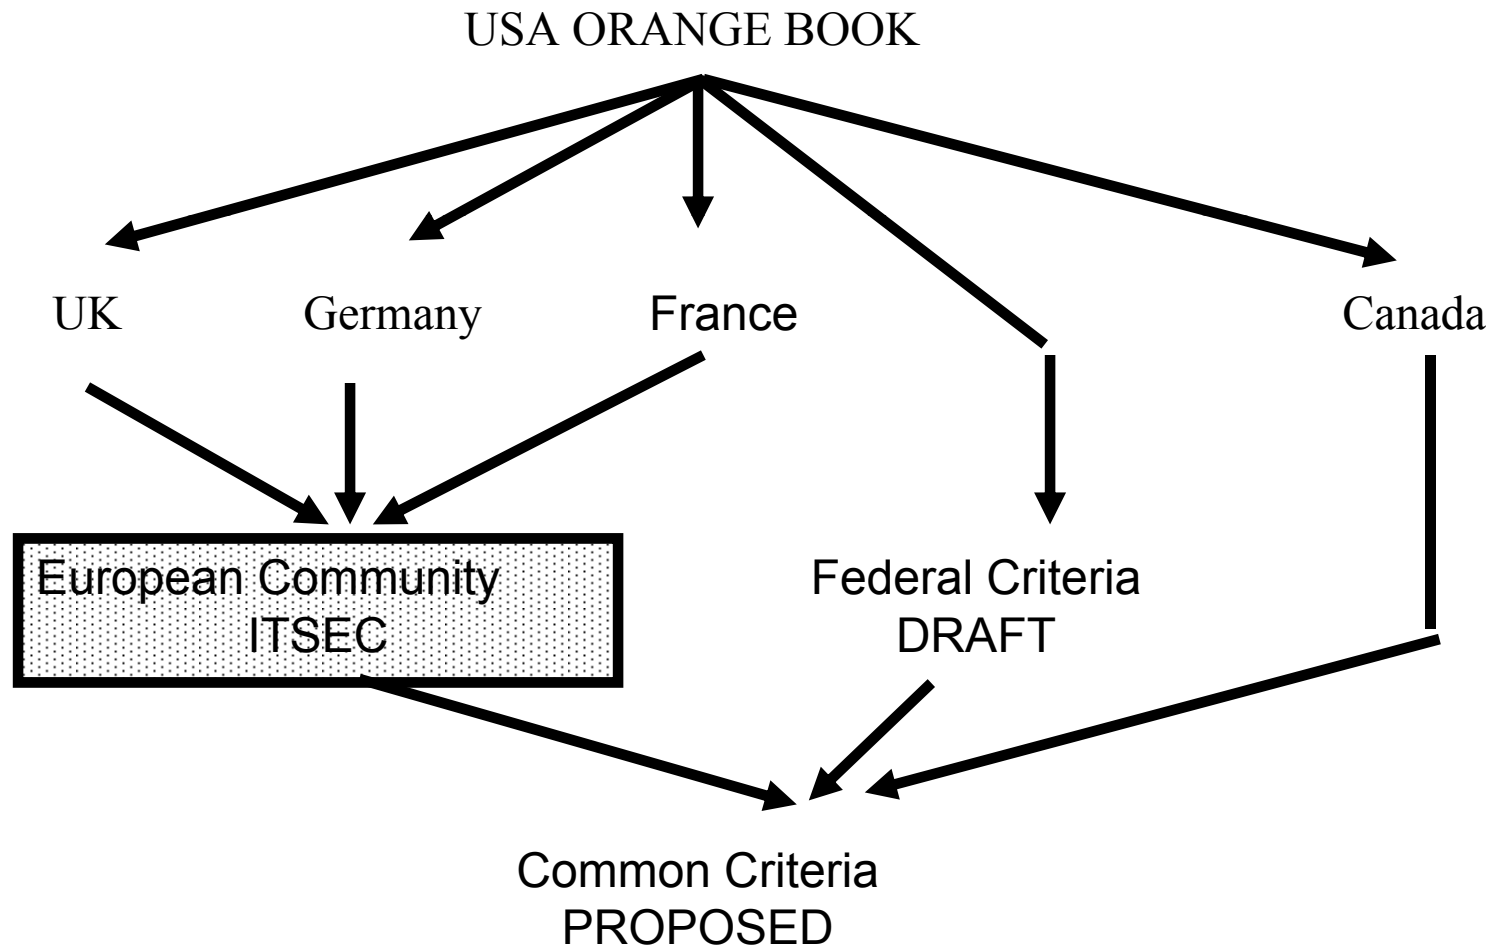 USA ORANGE BOOK
UK
Germany
France
Canada
European Community
ITSEC
Federal Criteria
DRAFT
Common Criteria
PROPOSED